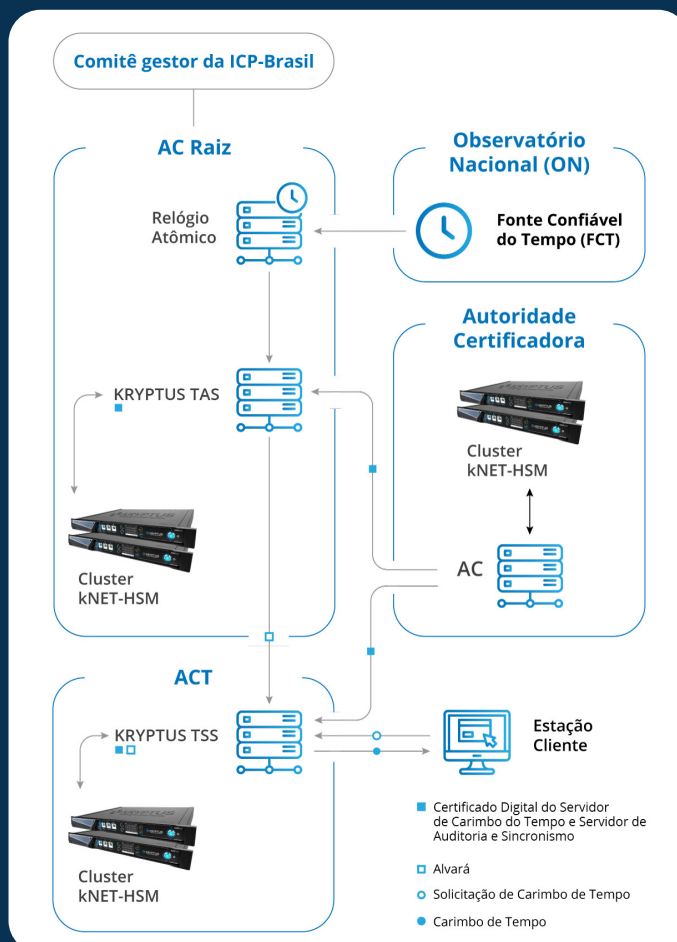 Comitê gestor da ICP-Brasil
AC Raiz
Relógio
Atômico
Observatório
Nacional (ON)
Fonte Confiável
do Tempo (FCT)
Autoridade
Certificadora
KRYPTUS TAS
Cluster
kNET-HSM
Cluster
kNET-HSM
AC
ACT
KRYPTUS TSS
Estação
Cliente
Cluster
kNET-HSM
Certificado Digital do Servidor
de Carimbo do Tempo e Servidor de
Auditoria e Sincronismo
Alvará
Solicitação de Carimbo de Tempo
Carimbo de Tempo